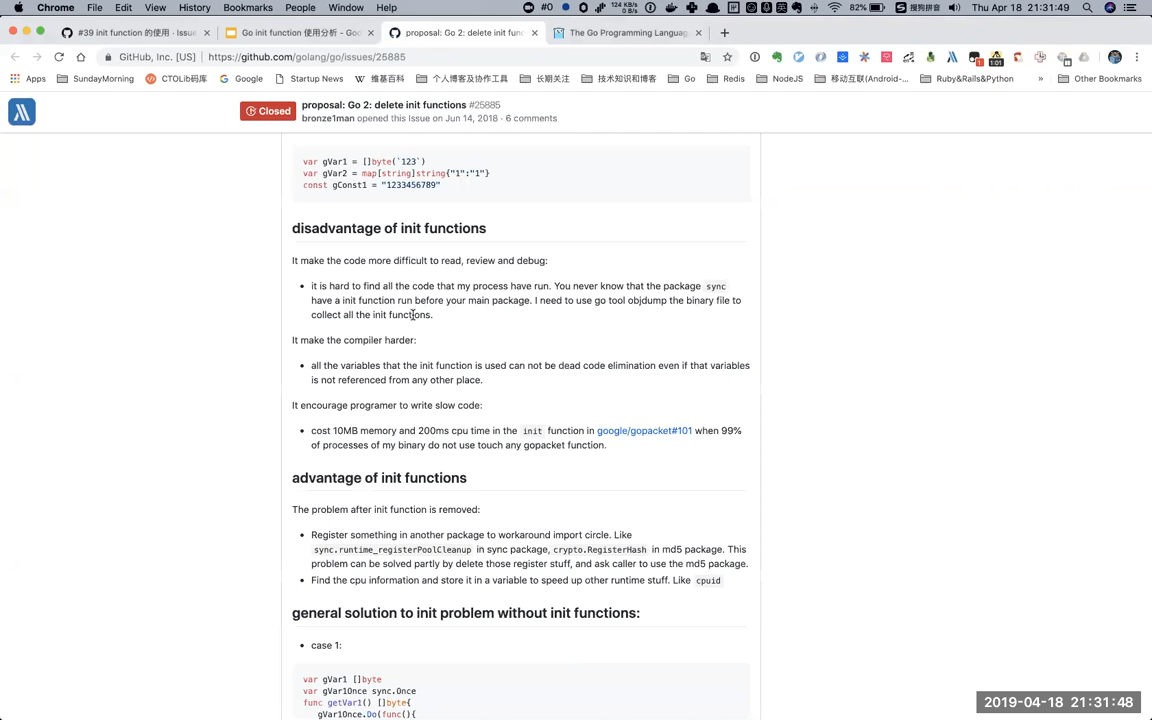 Chrome File Edit View History Bookmarks People Window Help #0 124 KB/s 0 B/s 82% 搜狗拼音 Thu Apr 18 21:31:49
#39 init function 的使用 - Issue Go init function 使用分析 - Goo proposal: Go 2: delete init func The Go Programming Language
GitHub, Inc. [US] https://github.com/golang/go/issues/25885
Apps SundayMorning CTOLib码库 Google Startup News 维基百科 个人博客及协作工具 长期关注 技术知识和博客 Go Redis NodeJS 移动互联(Android-... Ruby&Rails&Python » Other Bookmarks
Closed
proposal: Go 2: delete init functions #25885
bronze1man opened this Issue on Jun 14, 2018 · 6 comments
var gVar1 = []byte(`123`)
var gVar2 = map[string]string{"1":"1"}
const gConst1 = "1233456789"
disadvantage of init functions
It make the code more difficult to read, review and debug:
• it is hard to find all the code that my process have run. You never know that the package sync
have a init function run before your main package. I need to use go tool objdump the binary file to
collect all the init functions.
It make the compiler harder:
• all the variables that the init function is used can not be dead code elimination even if that variables
is not referenced from any other place.
It encourage programer to write slow code:
• cost 10MB memory and 200ms cpu time in the init function in google/gopacket#101 when 99%
of processes of my binary do not use touch any gopacket function.
advantage of init functions
The problem after init function is removed:
• Register something in another package to workaround import circle. Like
sync.runtime_registerPoolCleanup in sync package, crypto.RegisterHash in md5 package. This
problem can be solved partly by delete those register stuff, and ask caller to use the md5 package.
• Find the cpu information and store it in a variable to speed up other runtime stuff. Like cpuid
general solution to init problem without init functions:
• case 1:
var gVar1 []byte
var gVar1Once sync.Once
func getVar1() []byte{
gVar1Once.Do(func(){
2019-04-18 21:31:48